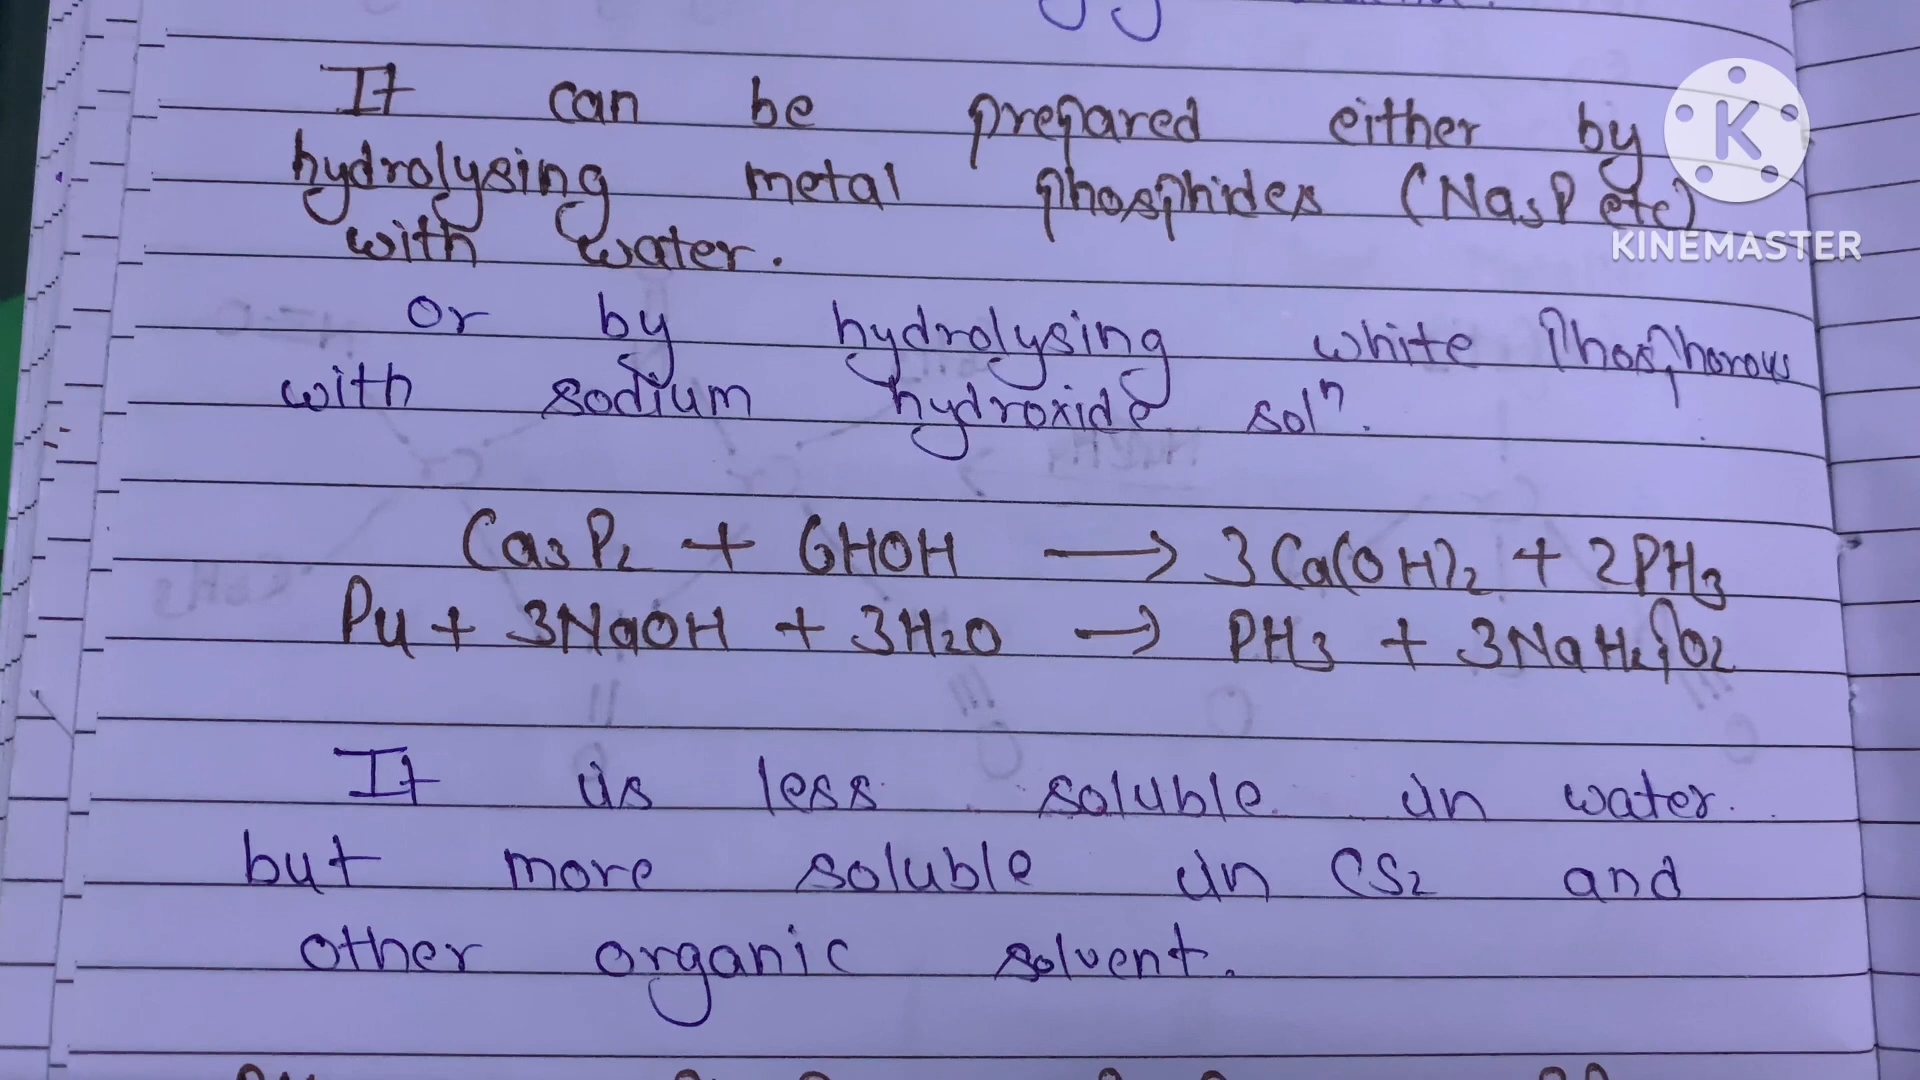 It can be prepared either by
hydrolysing metal phosphides (Na3P etc)
with water.
Or by hydrolysing white Phosphorous
with sodium hydroxide solⁿ.
Ca3P2 + 6HOH → 3Ca(OH)2 + 2PH3
P4 + 3NaOH + 3H2O → PH3 + 3NaH2PO2
It is less soluble in water.
but more soluble in CS2 and
other organic solvent.
K
KINEMASTER